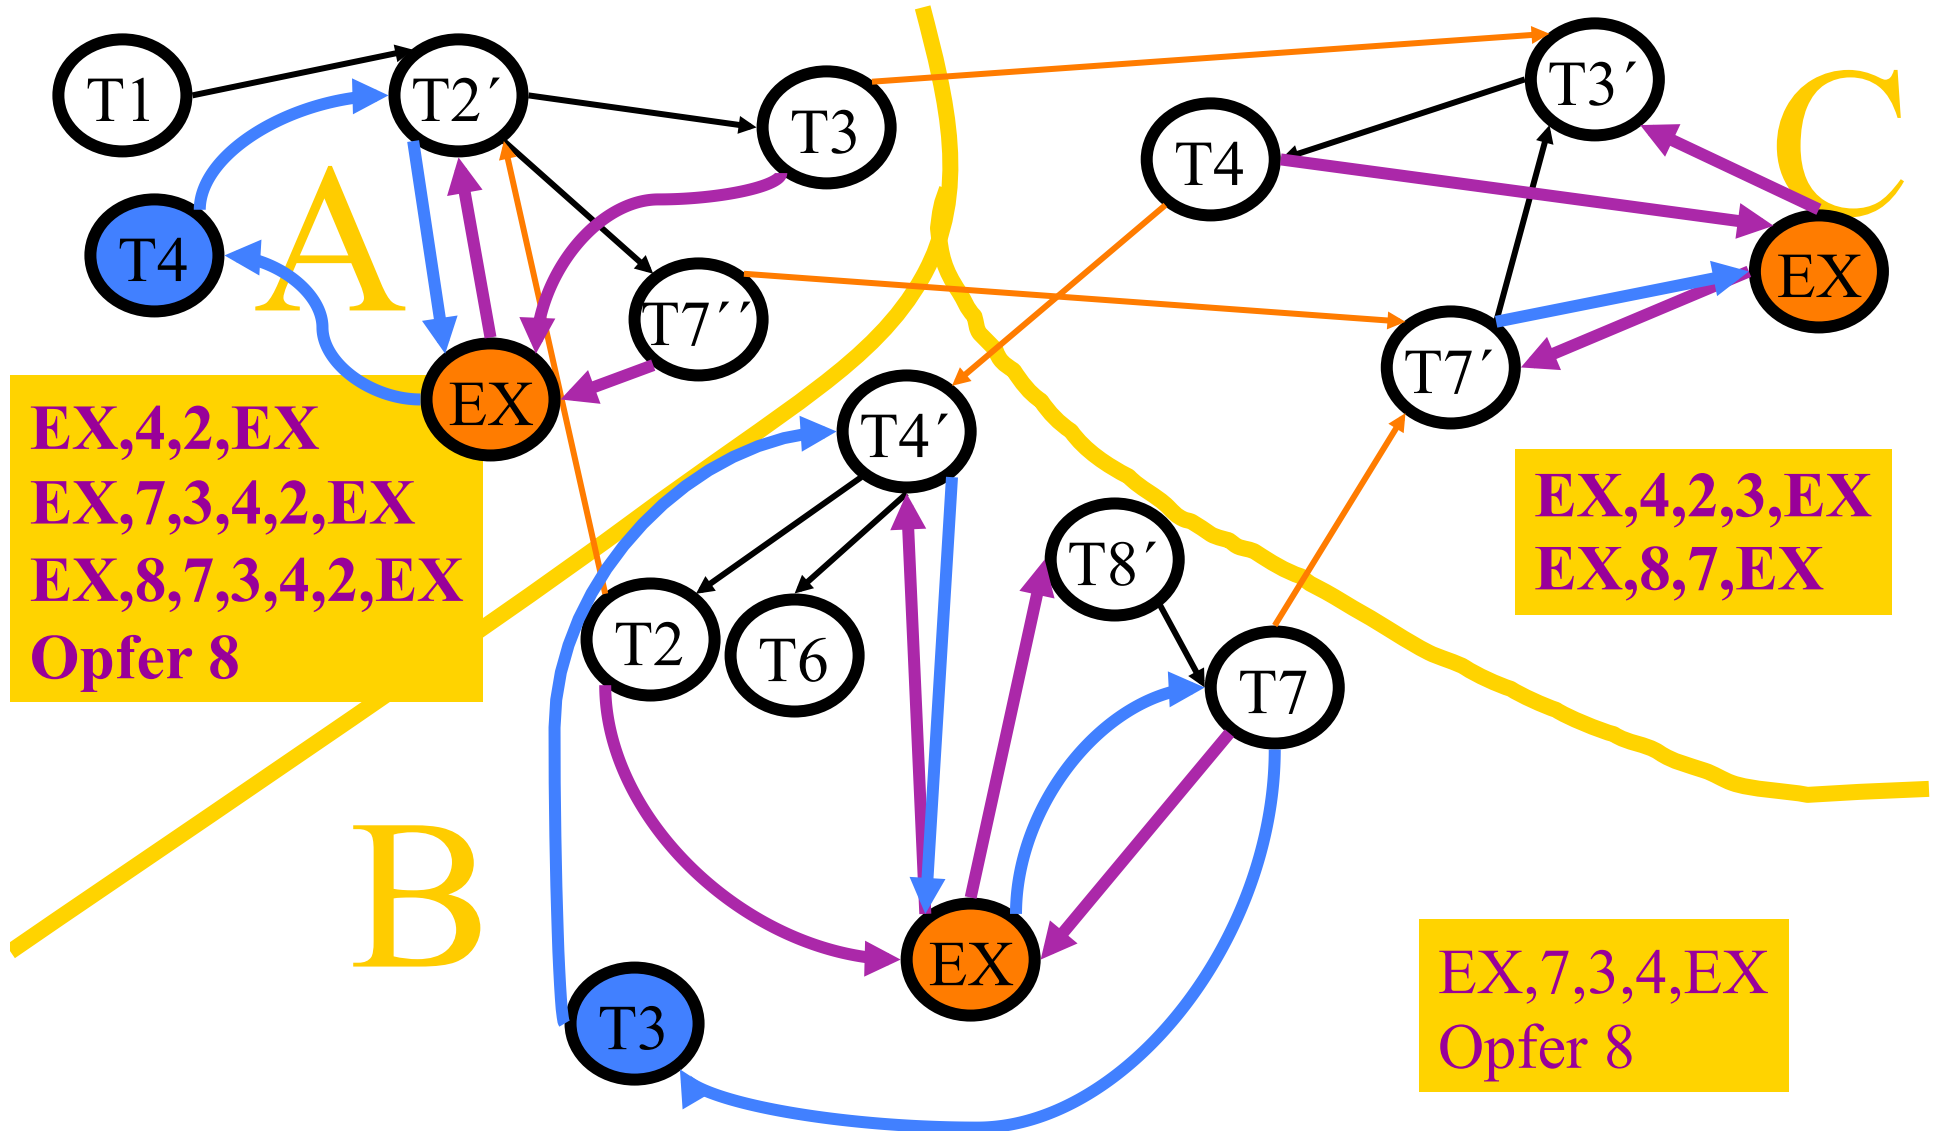 T1
T2´
T3
T3´
C
T4
T4
A
EX
T7´´
T7´
EX
T4´
EX,4,2,EX
EX,7,3,4,2,EX
EX,8,7,3,4,2,EX
Opfer 8
EX,4,2,3,EX
EX,8,7,EX
T8´
T2
T6
T7
B
EX
T3
EX,7,3,4,EX
Opfer 8